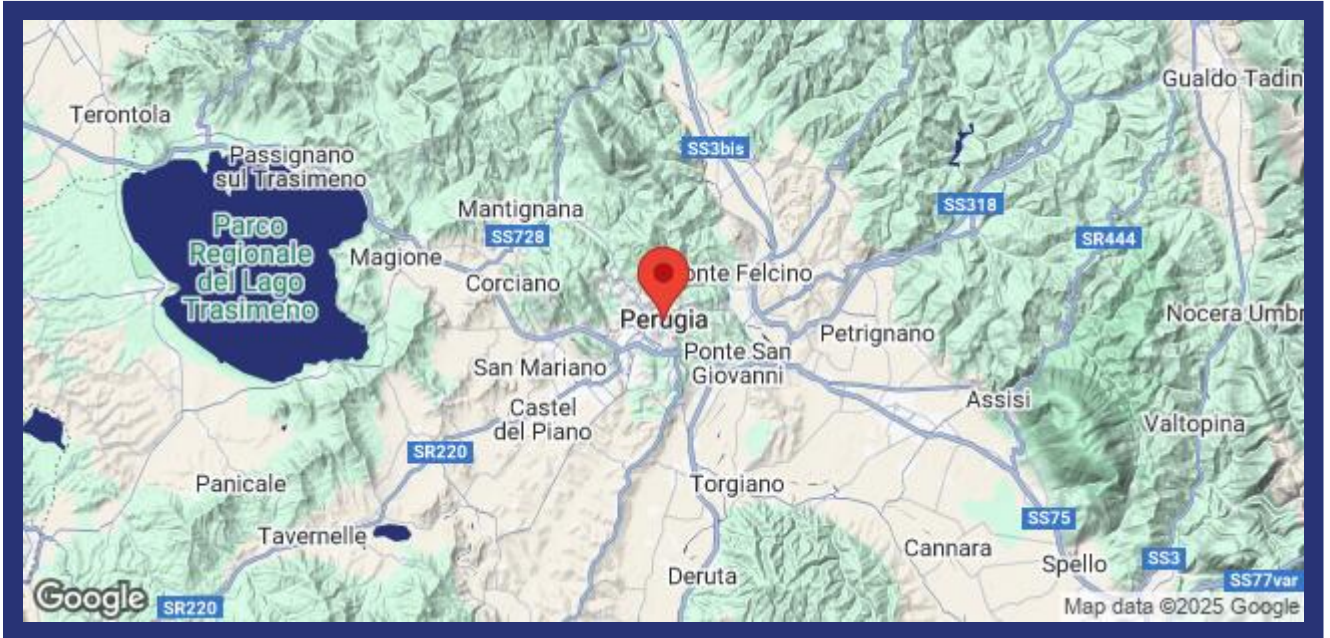 Gualdo Tadin
Terontola
SS3bis
Passignano
sul Trasimeno
SS318
Mantignana
Parco
Regionale
del Lago
Trasimeno
SS728
SR444
Magione
Corciano
onte Felcino
Nocera Umbr
Perugia
Petrignano
Ponte San
Giovanni
San Mariano
Assisi
Castel
del Piano
Valtopina
SR220
Panicale
Torgiano
SS75
Tavernelle
Cannara
SS3
Spello
Deruta
SS77var
Google
SR220
Map data ©2025 Google